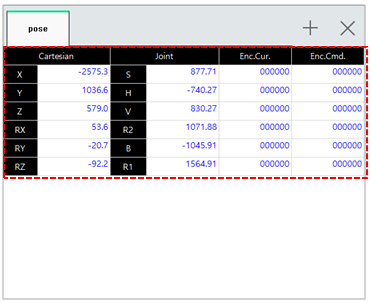 pose
Cartesian Joint Enc.Cur. Enc.Cmd.
X -2575.3 S 877.71 000000 000000
Y 1036.6 H -740.27 000000 000000
Z 579.0 V 830.27 000000 000000
RX 53.6 R2 1071.88 000000 000000
RY -20.7 B -1045.91 000000 000000
RZ -92.2 R1 1564.91 000000 000000